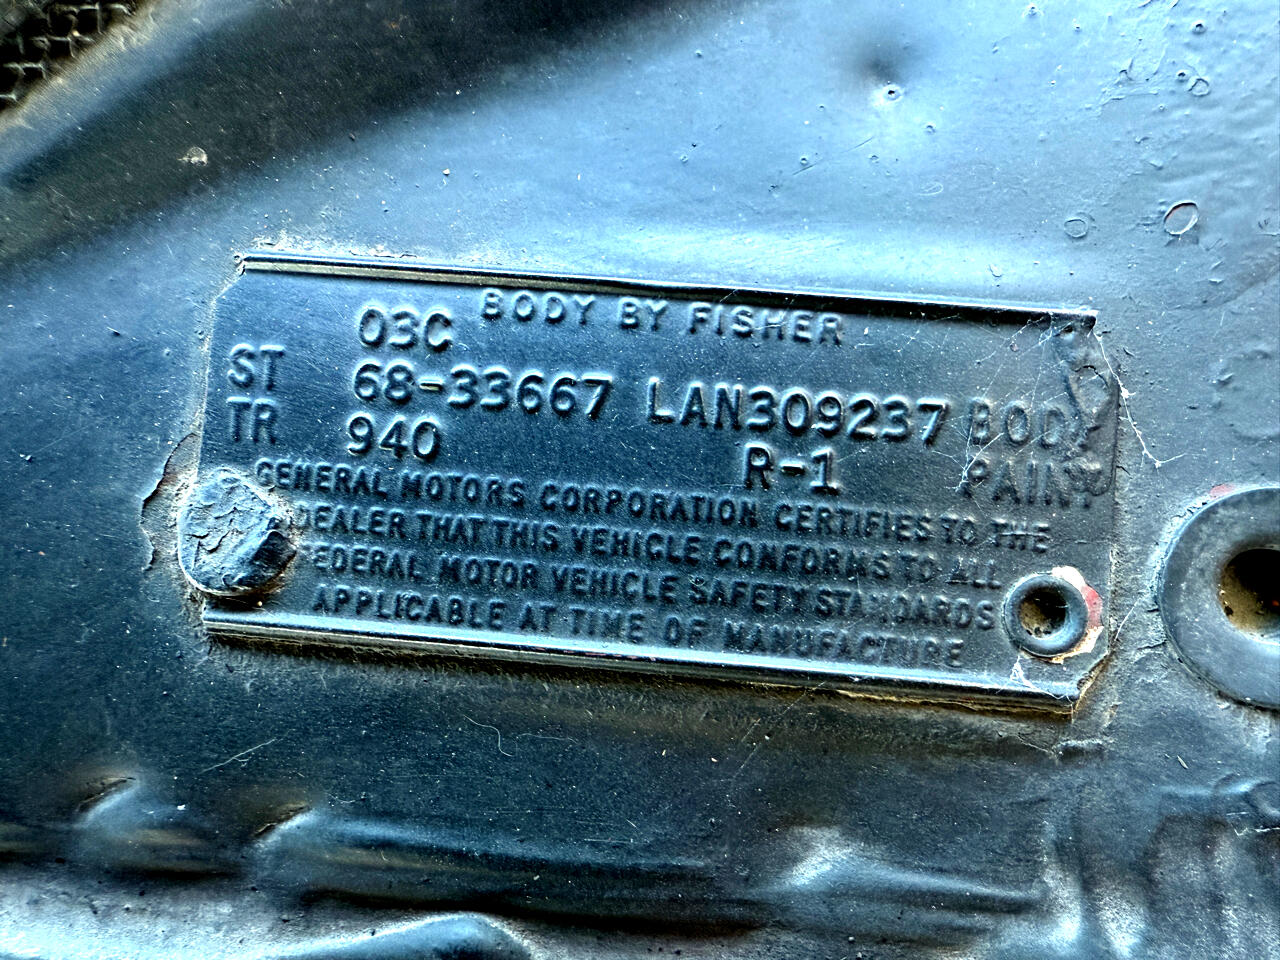 BODY BY FISHER
03C
ST 68-33667 LAN309237 BODY
TR 940 R-1 PAINT
GENERAL MOTORS CORPORATION CERTIFIES TO THE
DEALER THAT THIS VEHICLE CONFORMS TO ALL
FEDERAL MOTOR VEHICLE SAFETY STANDARDS
APPLICABLE AT TIME OF MANUFACTURE